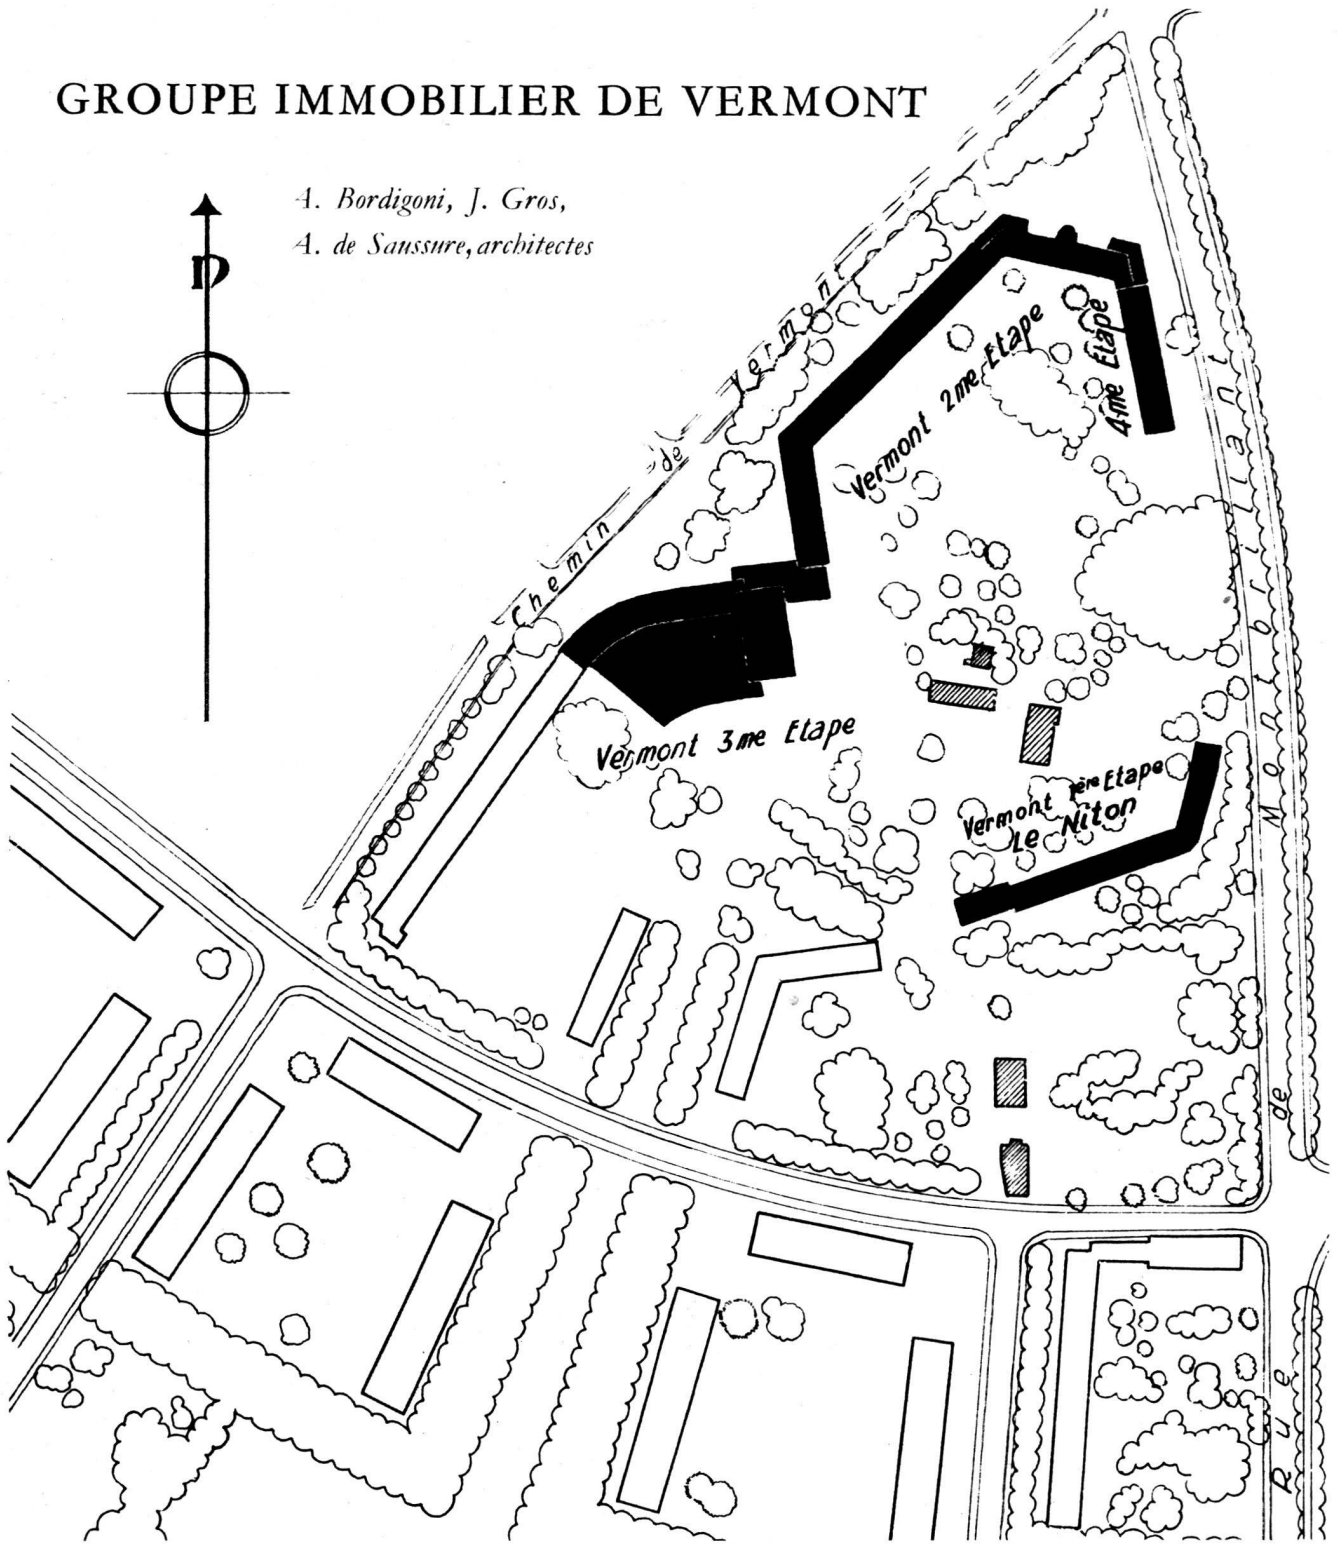 GROUPE IMMOBILIER DE VERMONT
A. Bordigoni, J. Gros,
A. de Saussure, architectes
n
Chemin de Vermont
Vermont 2me Etape
4me Etape
Vermont 3me Etape
Vermont 1ère Etape
Le Niton
Rue de Montbrillant